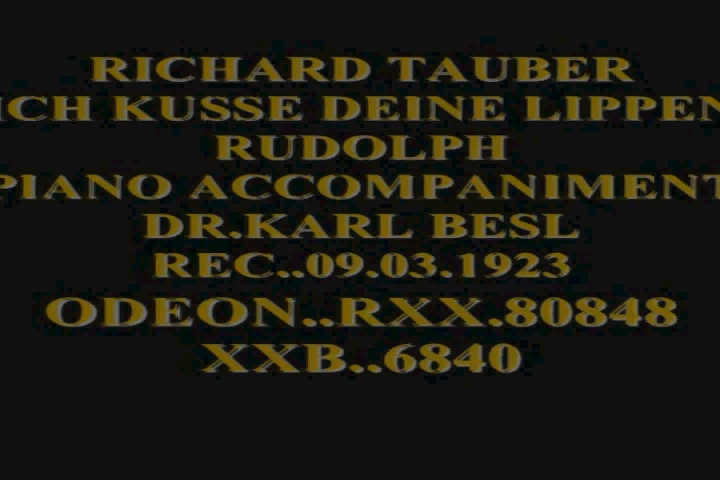 RICHARD TAUBER
ICH KUSSE DEINE LIPPEN
RUDOLPH
PIANO ACCOMPANIMENT
DR.KARL BESL
REC..09.03.1923
ODEON..RXX.80848
XXB..6840